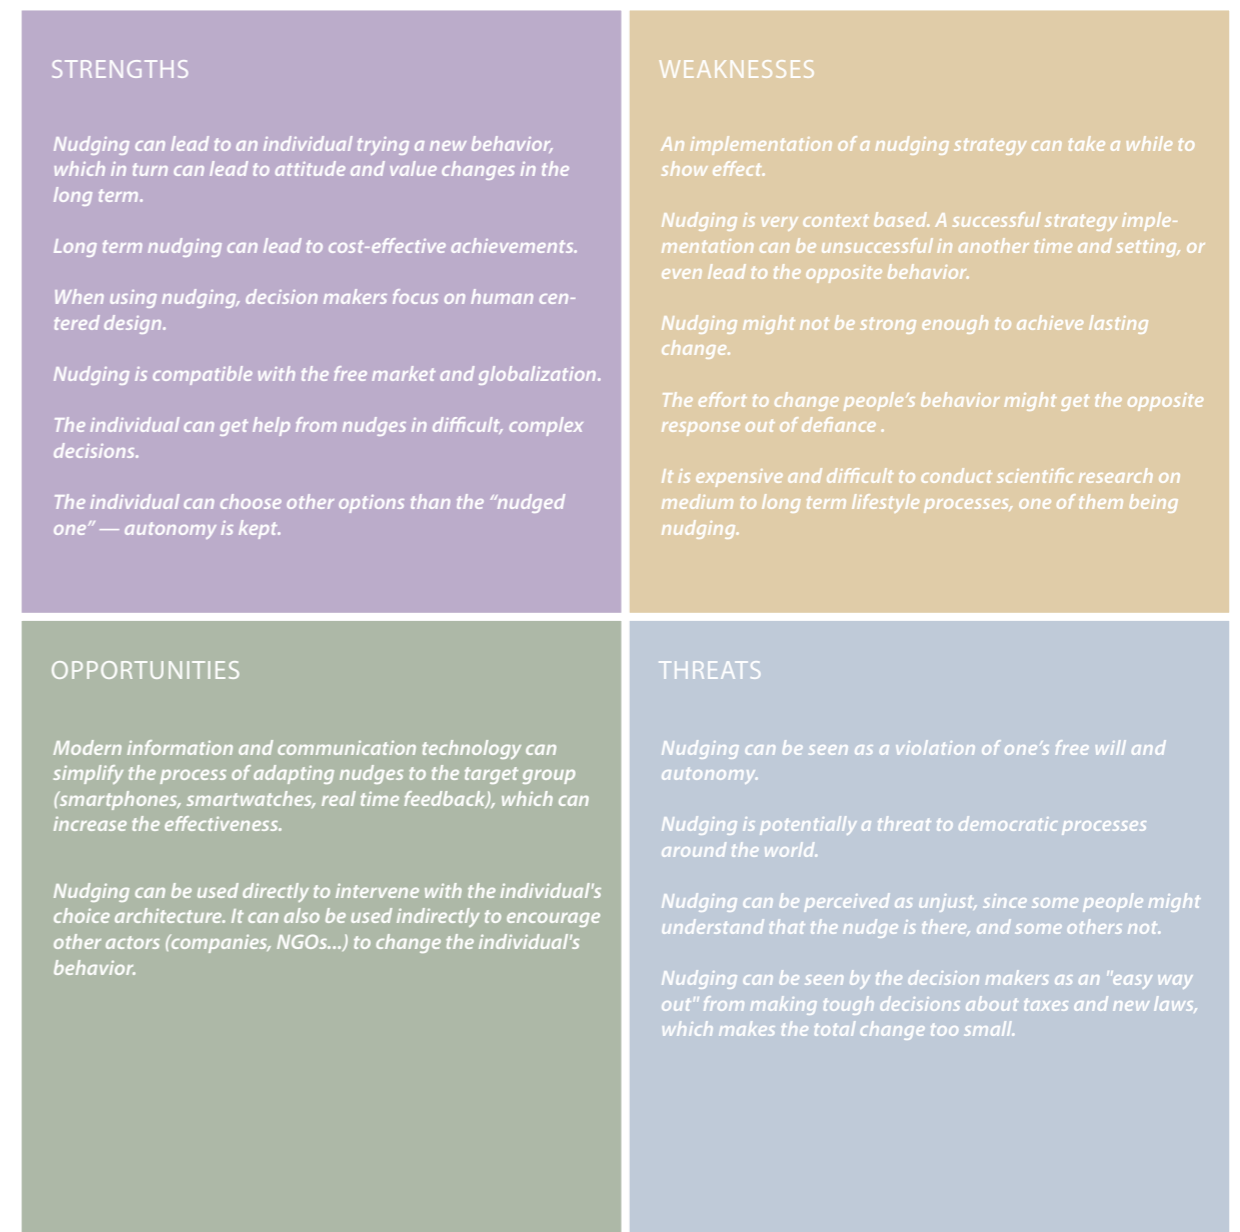 STRENGTHS
Nudging can lead to an individual trying a new behavior,
which in turn can lead to attitude and value changes in the
long term.
Long term nudging can lead to cost-effective achievements.
When using nudging, decision makers focus on human cen-
tered design.
Nudging is compatible with the free market and globalization.
The individual can get help from nudges in difficult, complex
decisions.
The individual can choose other options than the “nudged
one” — autonomy is kept.
WEAKNESSES
An implementation of a nudging strategy can take a while to
show effect.
Nudging is very context based. A successful strategy imple-
mentation can be unsuccessful in another time and setting, or
even lead to the opposite behavior.
Nudging might not be strong enough to achieve lasting
change.
The effort to change people’s behavior might get the opposite
response out of defiance .
It is expensive and difficult to conduct scientific research on
medium to long term lifestyle processes, one of them being
nudging.
OPPORTUNITIES
Modern information and communication technology can
simplify the process of adapting nudges to the target group
(smartphones, smartwatches, real time feedback), which can
increase the effectiveness.
Nudging can be used directly to intervene with the individual's
choice architecture. It can also be used indirectly to encourage
other actors (companies, NGOs...) to change the individual's
behavior.
THREATS
Nudging can be seen as a violation of one’s free will and
autonomy.
Nudging is potentially a threat to democratic processes
around the world.
Nudging can be perceived as unjust, since some people might
understand that the nudge is there, and some others not.
Nudging can be seen by the decision makers as an "easy way
out" from making tough decisions about taxes and new laws,
which makes the total change too small.